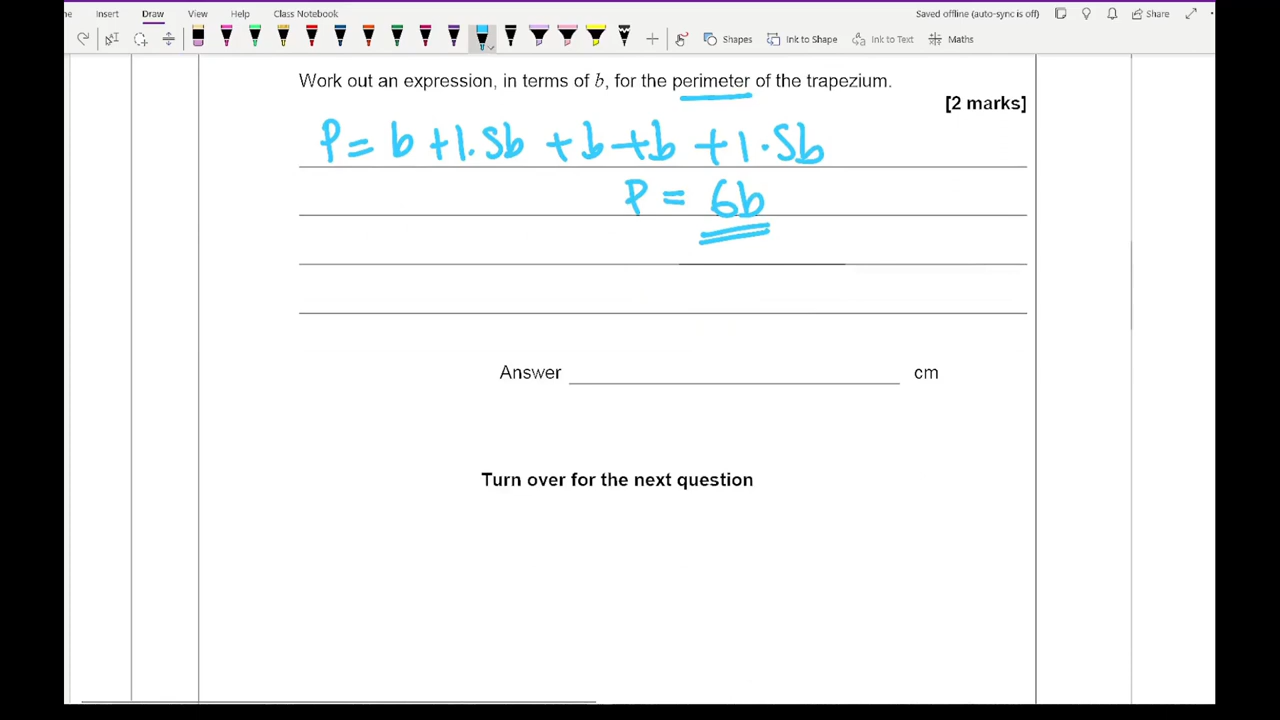 Insert Draw View Help Class Notebook Saved offline (auto-sync is off) Share
Shapes Ink to Shape Ink to Text Maths
Work out an expression, in terms of b, for the perimeter of the trapezium.
[2 marks]
P = b + 1.5b + b + b + 1.5b
P = 6b
Answer cm
Turn over for the next question